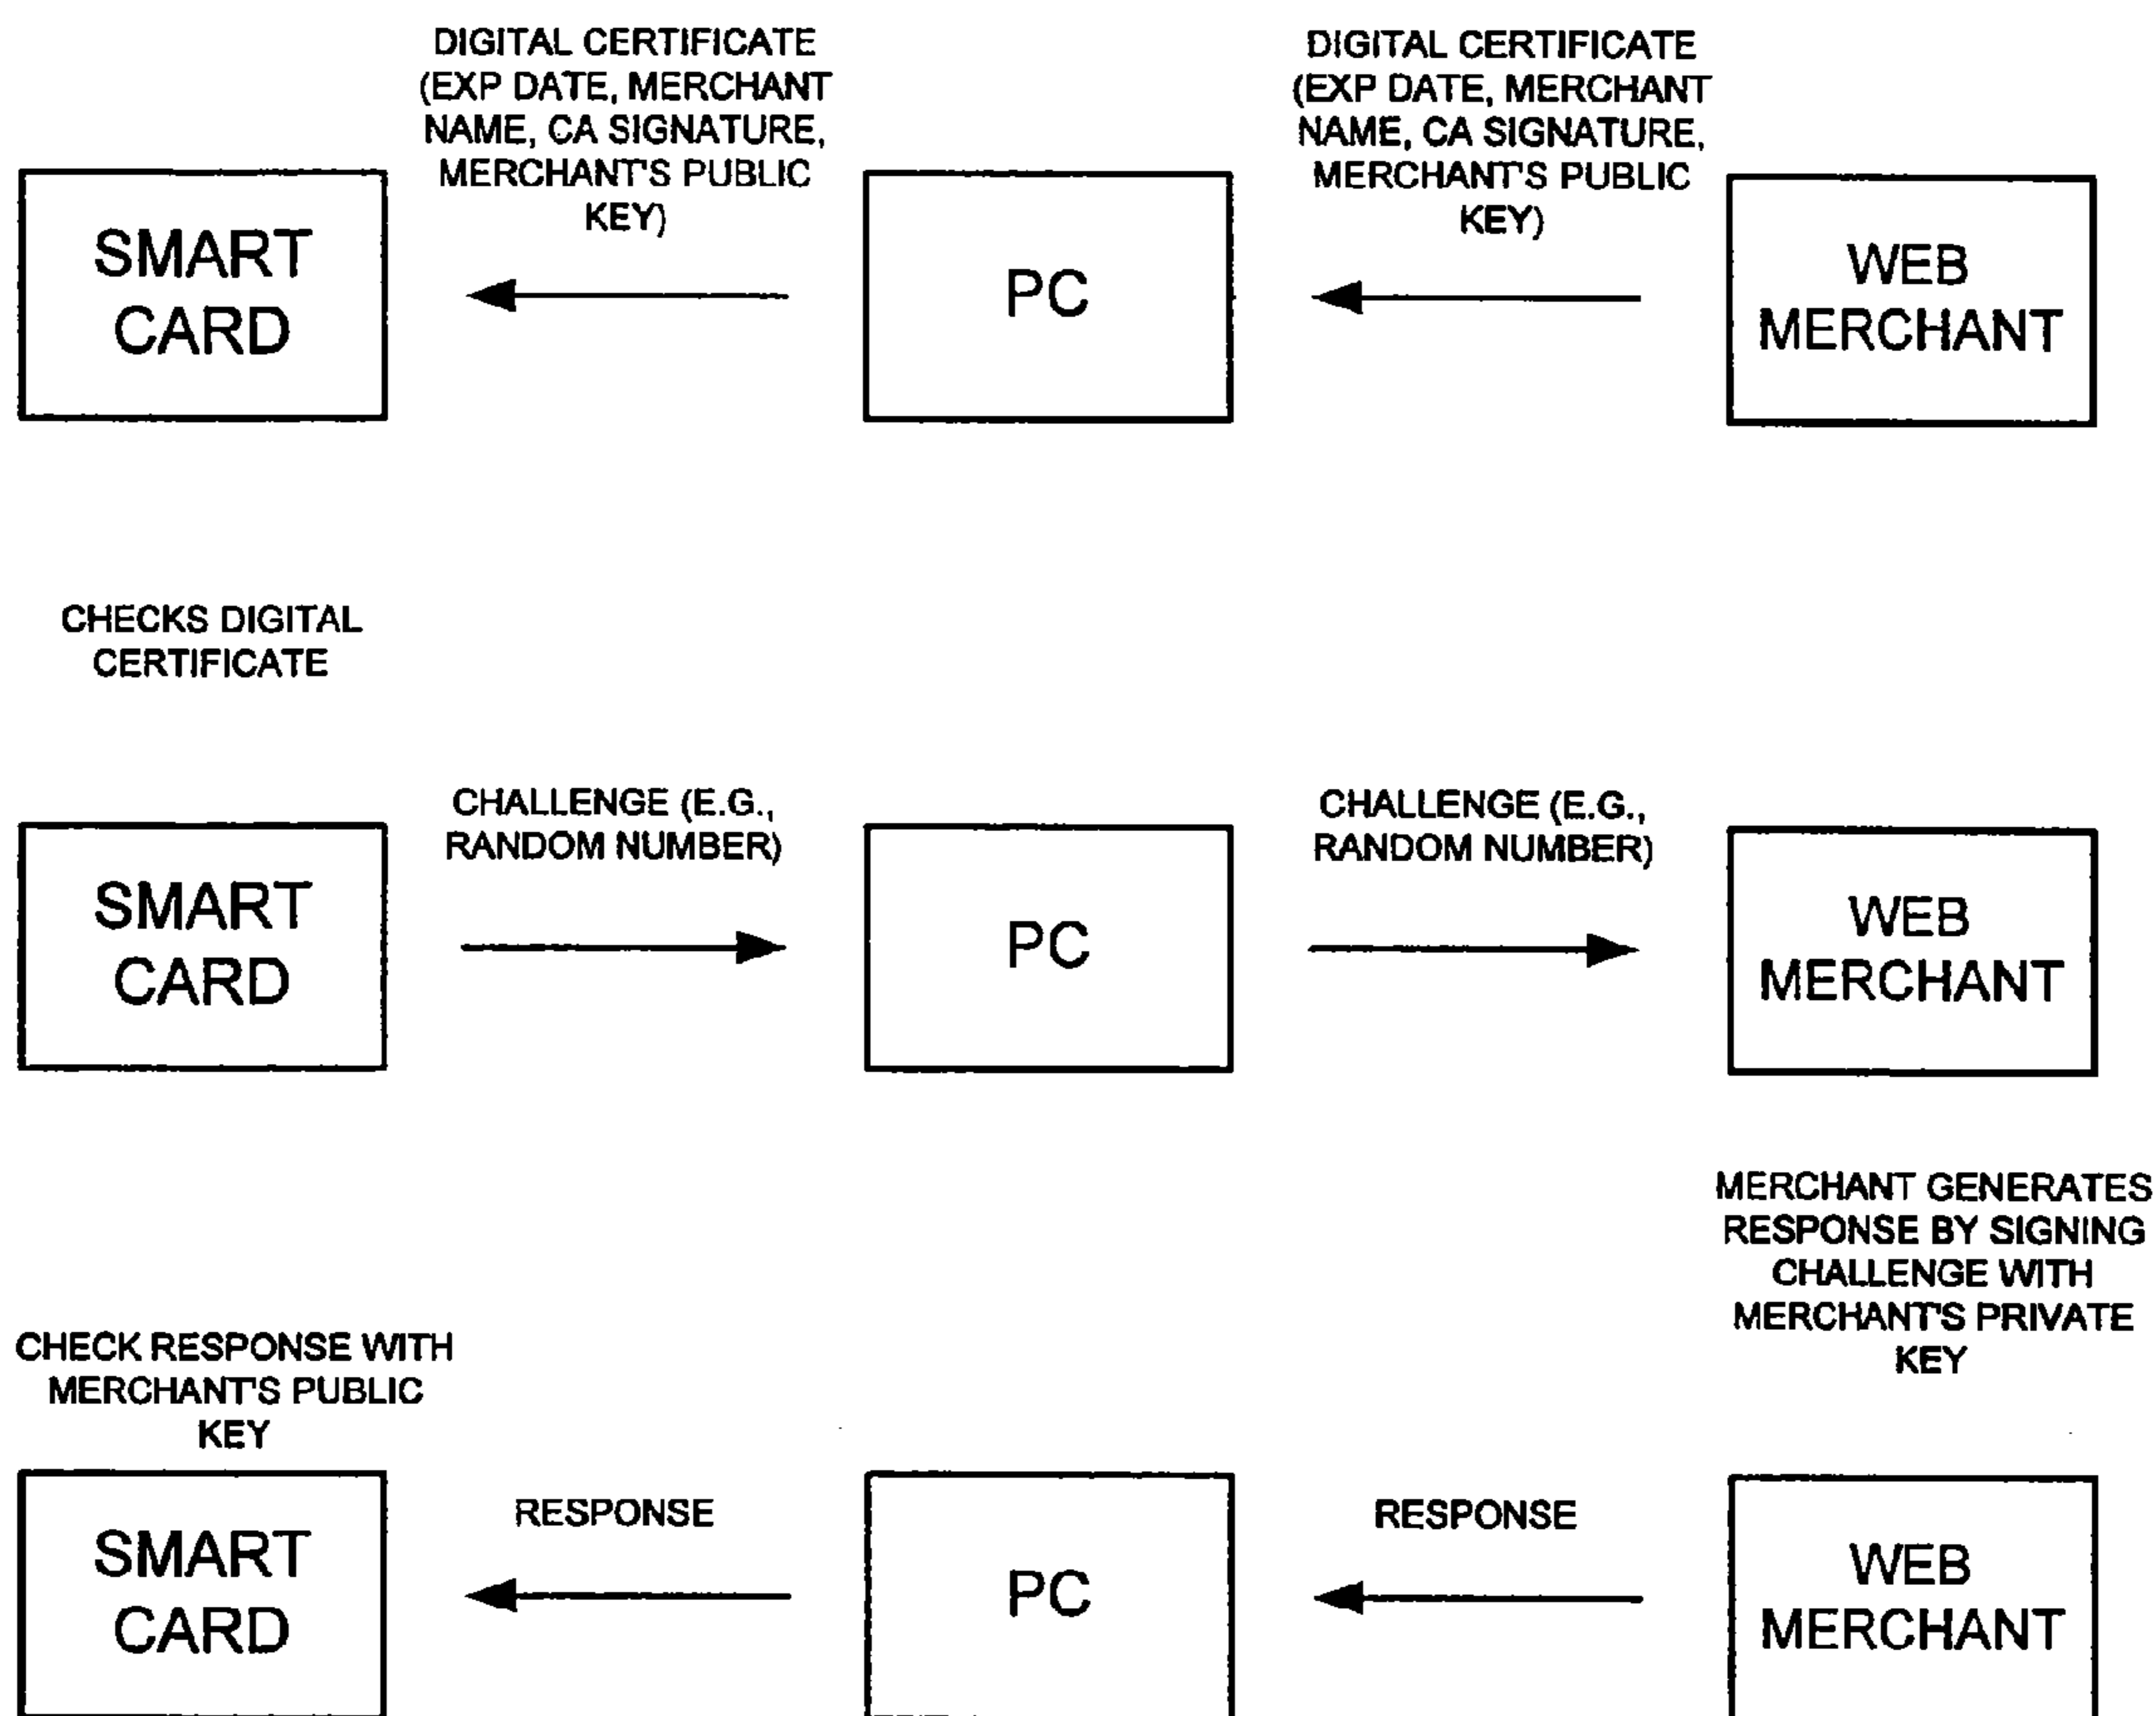 DIGITAL CERTIFICATE
(EXP DATE, MERCHANT
NAME, CA SIGNATURE,
MERCHANT'S PUBLIC
KEY)
DIGITAL CERTIFICATE
(EXP DATE, MERCHANT
NAME, CA SIGNATURE,
MERCHANT'S PUBLIC
KEY)
SMART
CARD
PC
WEB
MERCHANT
CHECKS DIGITAL
CERTIFICATE
CHALLENGE (E.G.,
RANDOM NUMBER)
CHALLENGE (E.G.,
RANDOM NUMBER)
SMART
CARD
PC
WEB
MERCHANT
MERCHANT GENERATES
RESPONSE BY SIGNING
CHALLENGE WITH
MERCHANT'S PRIVATE
KEY
CHECK RESPONSE WITH
MERCHANT'S PUBLIC
KEY
SMART
CARD
RESPONSE
PC
RESPONSE
WEB
MERCHANT